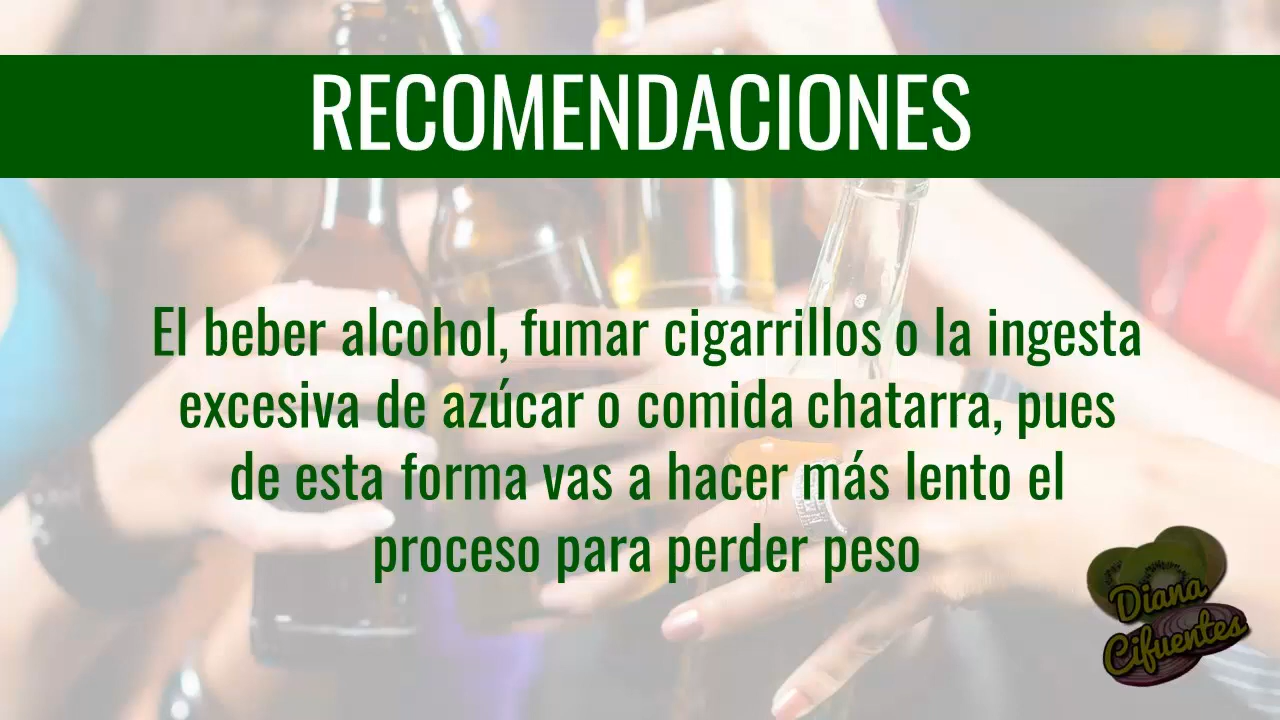 RECOMENDACIONES
El beber alcohol, fumar cigarrillos o la ingesta
excesiva de azúcar o comida chatarra, pues
de esta forma vas a hacer más lento el
proceso para perder peso
Diana
Cifuentes